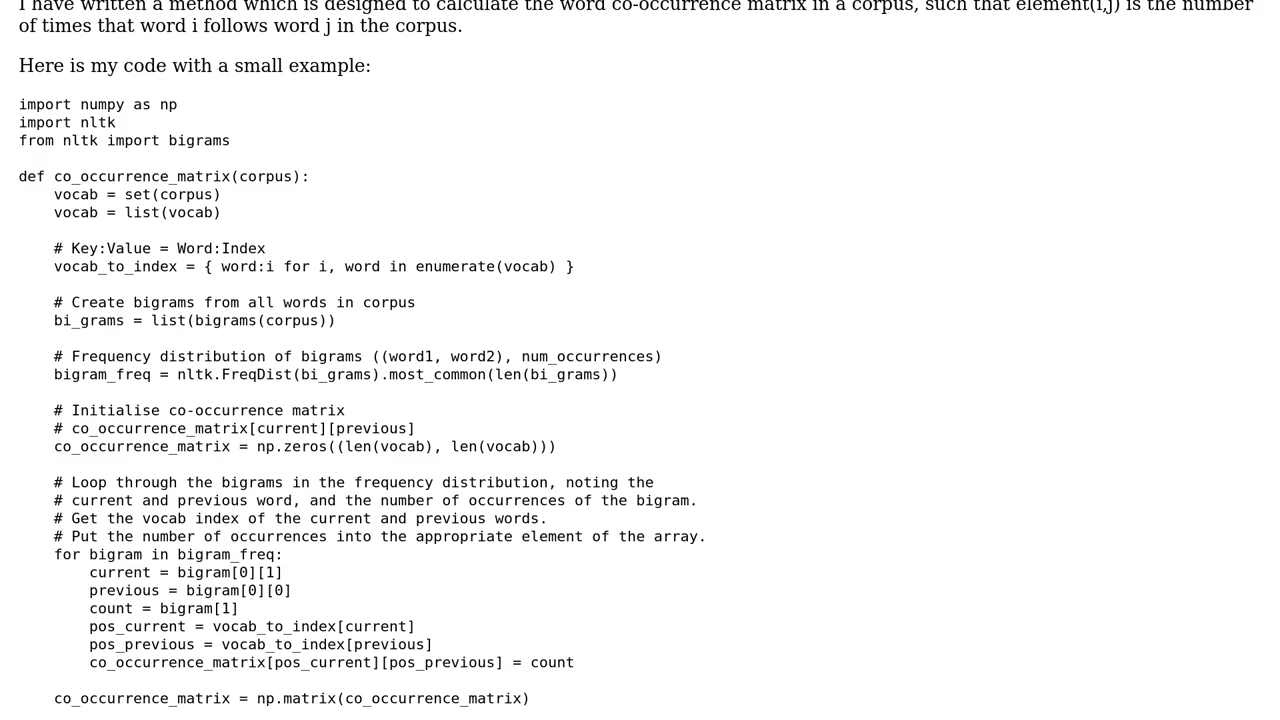 I have written a method which is designed to calculate the word co-occurrence matrix in a corpus, such that element(i,j) is the number
of times that word i follows word j in the corpus.
Here is my code with a small example:
import numpy as np
import nltk
from nltk import bigrams
def co_occurrence_matrix(corpus):
    vocab = set(corpus)
    vocab = list(vocab)
    # Key:Value = Word:Index
    vocab_to_index = { word:i for i, word in enumerate(vocab) }
    # Create bigrams from all words in corpus
    bi_grams = list(bigrams(corpus))
    # Frequency distribution of bigrams ((word1, word2), num_occurrences)
    bigram_freq = nltk.FreqDist(bi_grams).most_common(len(bi_grams))
    # Initialise co-occurrence matrix
    # co_occurrence_matrix[current][previous]
    co_occurrence_matrix = np.zeros((len(vocab), len(vocab)))
    # Loop through the bigrams in the frequency distribution, noting the
    # current and previous word, and the number of occurrences of the bigram.
    # Get the vocab index of the current and previous words.
    # Put the number of occurrences into the appropriate element of the array.
    for bigram in bigram_freq:
        current = bigram[0][1]
        previous = bigram[0][0]
        count = bigram[1]
        pos_current = vocab_to_index[current]
        pos_previous = vocab_to_index[previous]
        co_occurrence_matrix[pos_current][pos_previous] = count
    co_occurrence_matrix = np.matrix(co_occurrence_matrix)